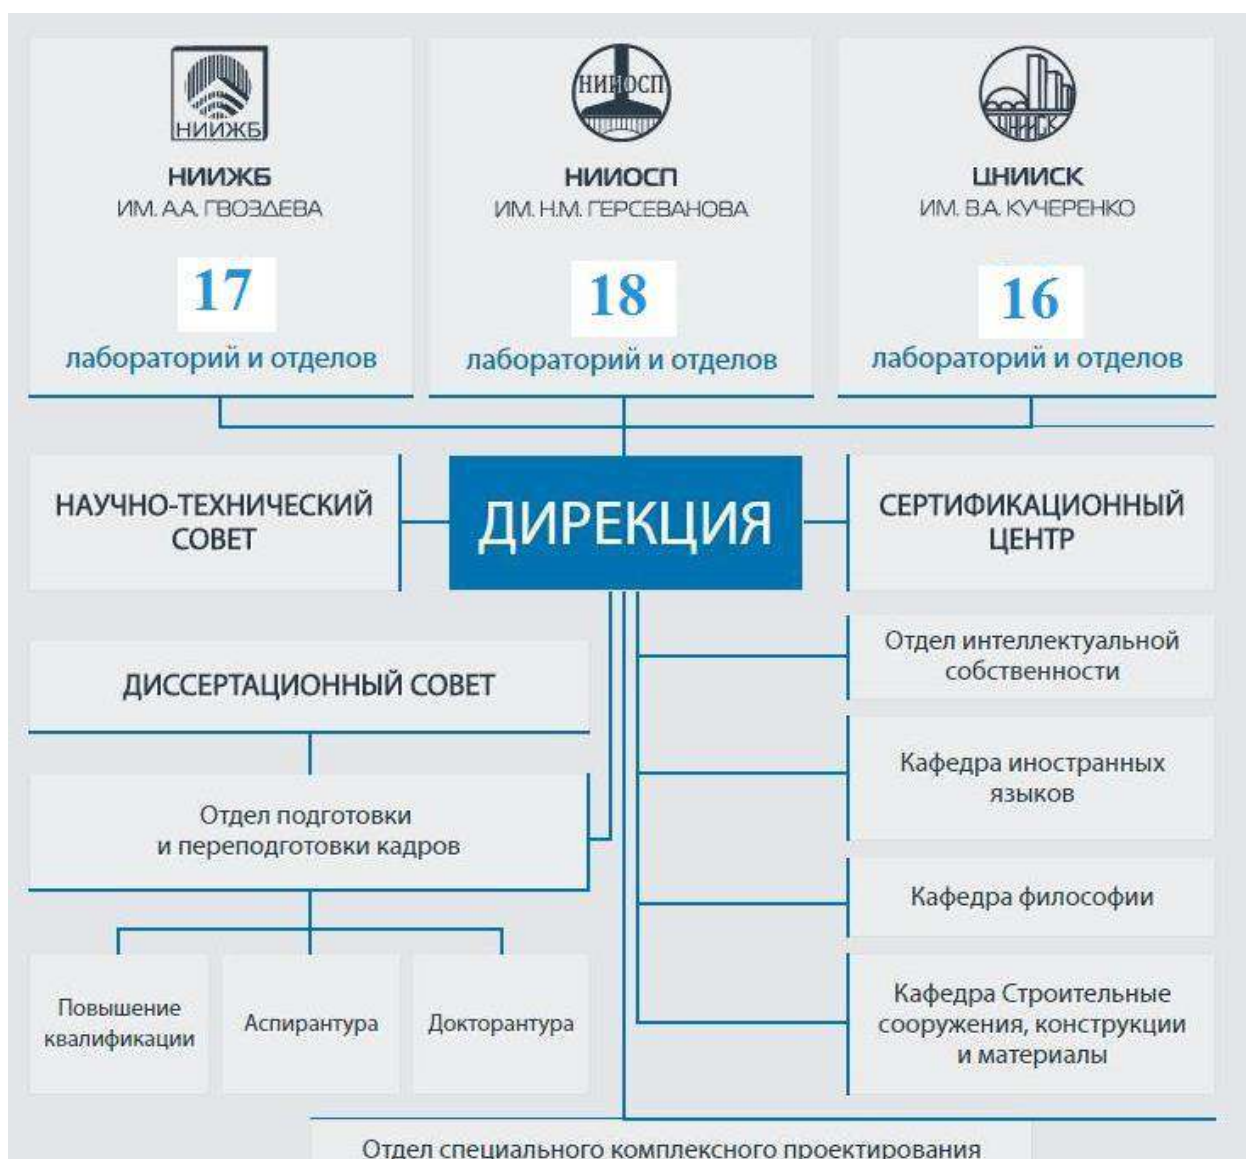 НИИЖБ
НИИЖБ
ИМ. А.А. ГВОЗДЕВА
17
лабораторий и отделов
НИИОСП
НИИОСП
ИМ. Н.М. ГЕРСЕВАНОВА
18
лабораторий и отделов
ЦНИИСК
ЦНИИСК
ИМ. В.А. КУЧЕРЕНКО
16
лабораторий и отделов
НАУЧНО-ТЕХНИЧЕСКИЙ
СОВЕТ
ДИРЕКЦИЯ
СЕРТИФИКАЦИОННЫЙ
ЦЕНТР
ДИССЕРТАЦИОННЫЙ СОВЕТ
Отдел подготовки
и переподготовки кадров
Повышение
квалификации
Аспирантура
Докторантура
Отдел интеллектуальной
собственности
Кафедра иностранных
языков
Кафедра философии
Кафедра Строительные
сооружения, конструкции
и материалы
Отдел специального комплексного проектирования